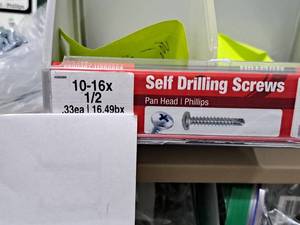 10-16x
1/2
.33ea | 16.49bx
Self Drilling Screws
Pan Head | Phillips